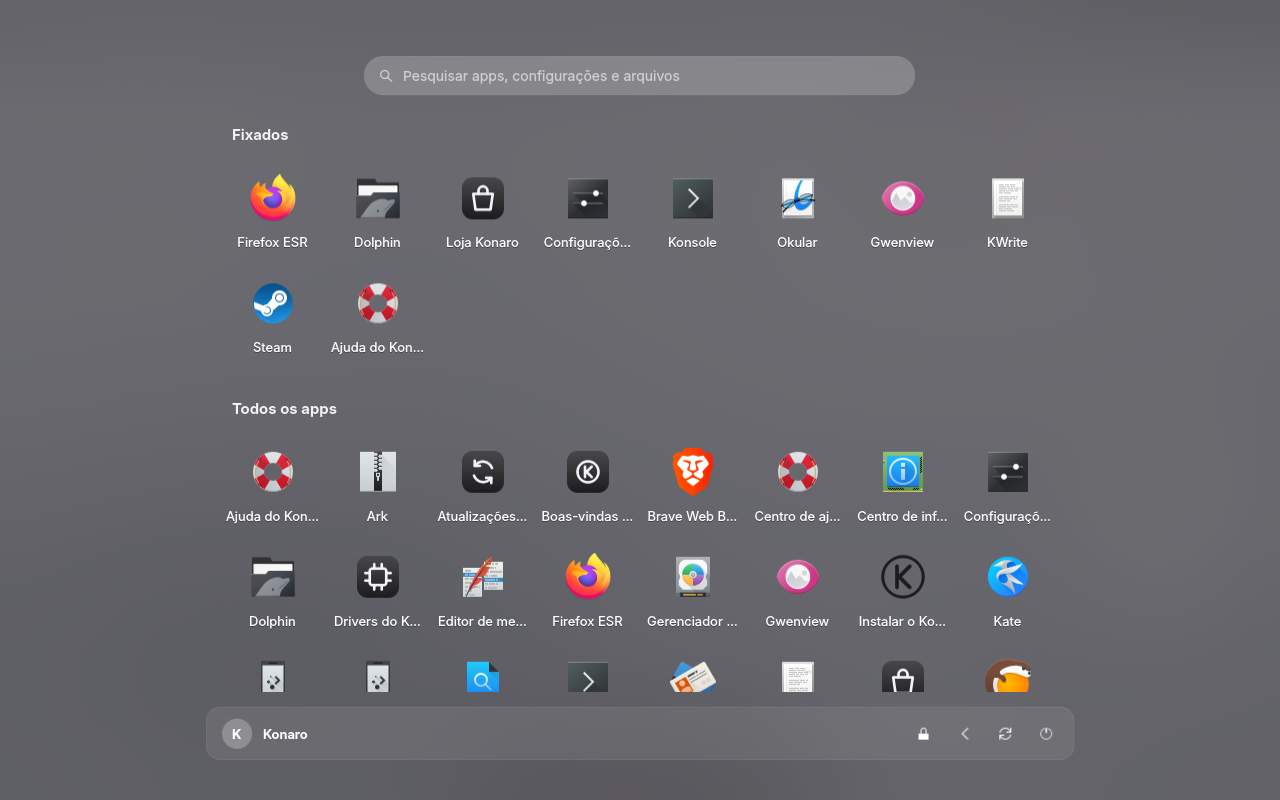 Pesquisar apps, configurações e arquivos
Fixados
Firefox ESR
Dolphin
Loja Konaro
Configuraçõ...
Konsole
Okular
Gwenview
KWrite
Steam
Ajuda do Kon...
Todos os apps
Ajuda do Kon...
Ark
Atualizações...
Boas-vindas ...
Brave Web B...
Centro de aj...
Centro de inf...
Configuraçõ...
Dolphin
Drivers do K...
Editor de me...
Firefox ESR
Gerenciador ...
Gwenview
Instalar o Ko...
Kate
K
Konaro